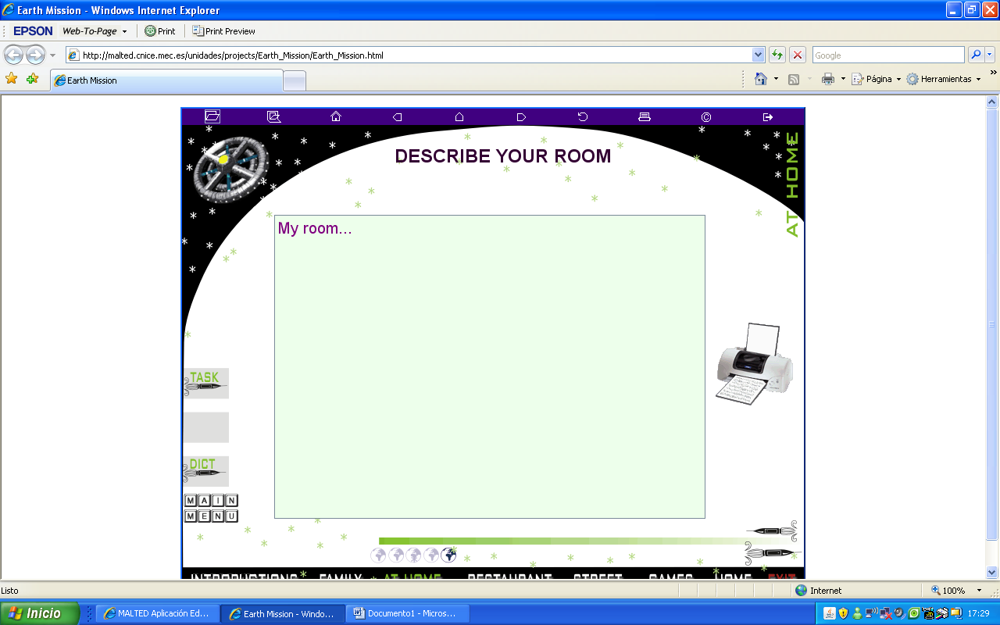 Earth Mission - Windows Internet Explorer
EPSON Web-To-Page Print Print Preview
http://malted.cnice.mec.es/unidades/projects/Earth_Mission/Earth_Mission.html
Google
Earth Mission
Página
Herramientas
DESCRIBE YOUR ROOM
AT HOME
My room...
TASK
DICT
MAIN
MENU
INTRODUCTIONS FAMILY AT HOME RESTAURANT STREET GAMES HOME EXIT
Listo
Internet
100%
Inicio
MALTED Aplicación Ed...
Earth Mission - Windo...
Documento1 - Micros...
17:29